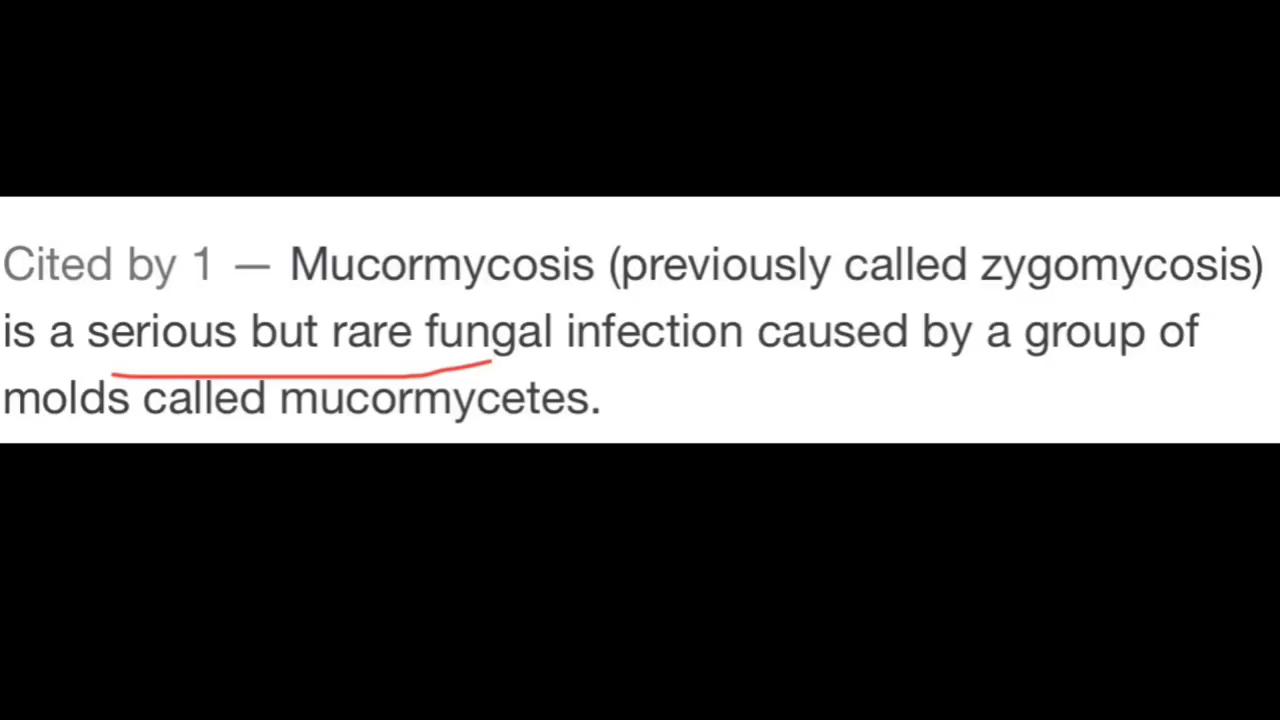 Cited by 1 — Mucormycosis (previously called zygomycosis)
is a serious but rare fungal infection caused by a group of
molds called mucormycetes.